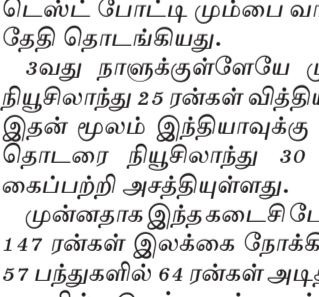 டெஸ்ட் போட்டி மும்பை
தேதி தொடங்கியது.
3வது நாளுக்குள்ளேயே
நியூசிலாந்து 25 ரன்கள்
இதன் மூலம் இந்தியாவுக்கு
தொடரை நியூசிலாந்து 30
கைப்பற்றி அசத்தியுள்ளது.
முன்னதாக இந்த கடைசி
147 ரன்கள் இலக்கை
57 பந்துகளில் 64 ரன்கள்